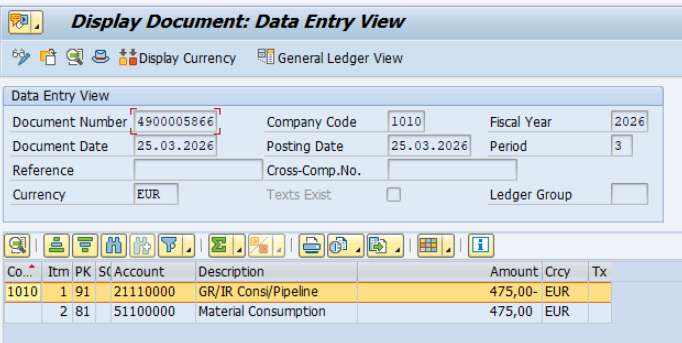 Display Document: Data Entry View
Display Currency General Ledger View
Data Entry View
Document Number 4900005866 Company Code 1010 Fiscal Year 2026
Document Date 25.03.2026 Posting Date 25.03.2026 Period 3
Reference Cross-Comp.No.
Currency EUR Texts Exist Ledger Group
Co.. Itm PK SC Account Description Amount Crcy Tx
1010 1 91 21110000 GR/IR Consi/Pipeline 475,00- EUR
2 81 51100000 Material Consumption 475,00 EUR